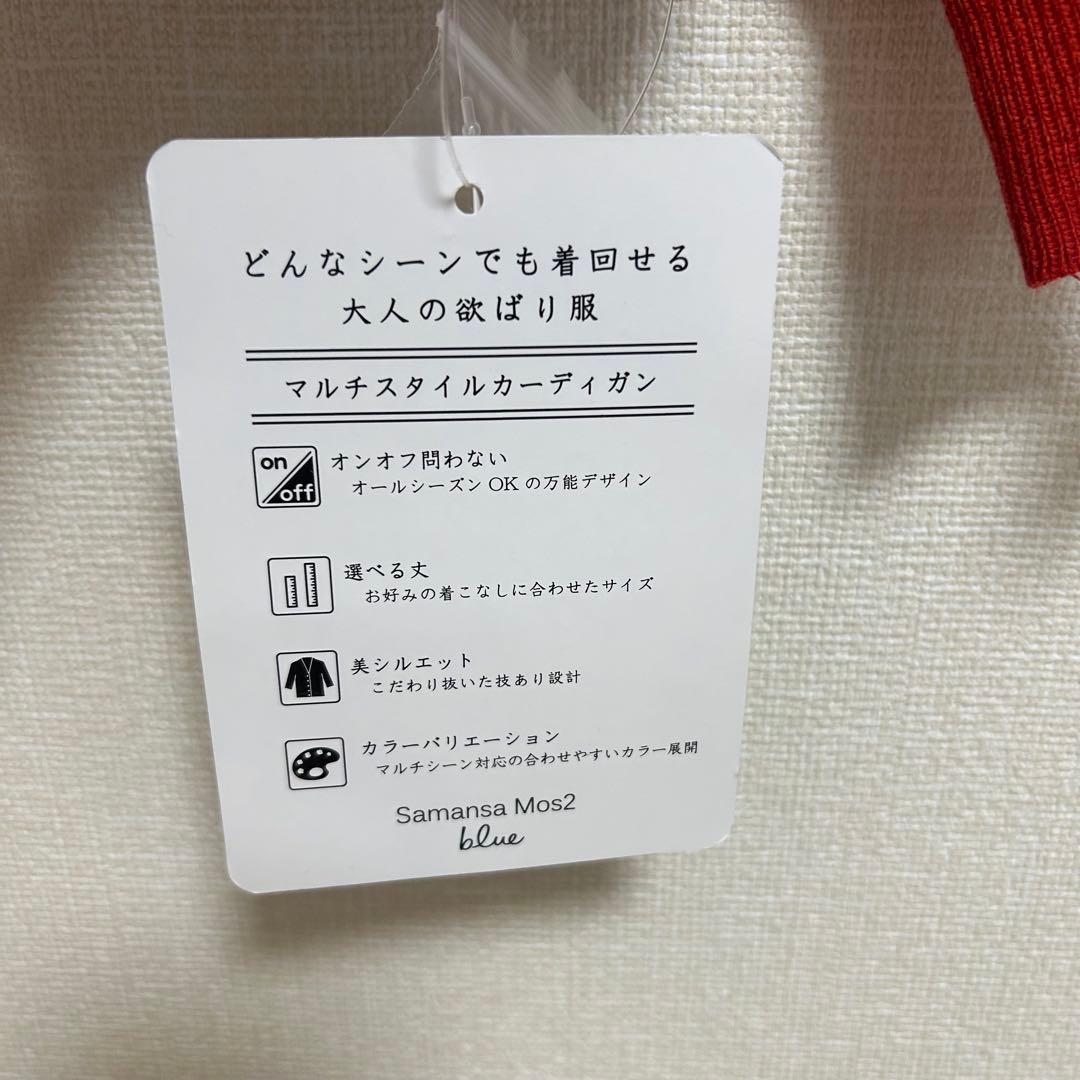 どんなシーンでも着回せる
大人の欲ばり服
マルチスタイルカーディガン
on
off
オンオフ問わない
オールシーズン OK の万能デザイン
選べる丈
お好みの着こなしに合わせたサイズ
美シルエット
こだわり抜いた技あり設計
カラーバリエーション
マルチシーン対応の合わせやすいカラー展開
Samansa Mos2
blue